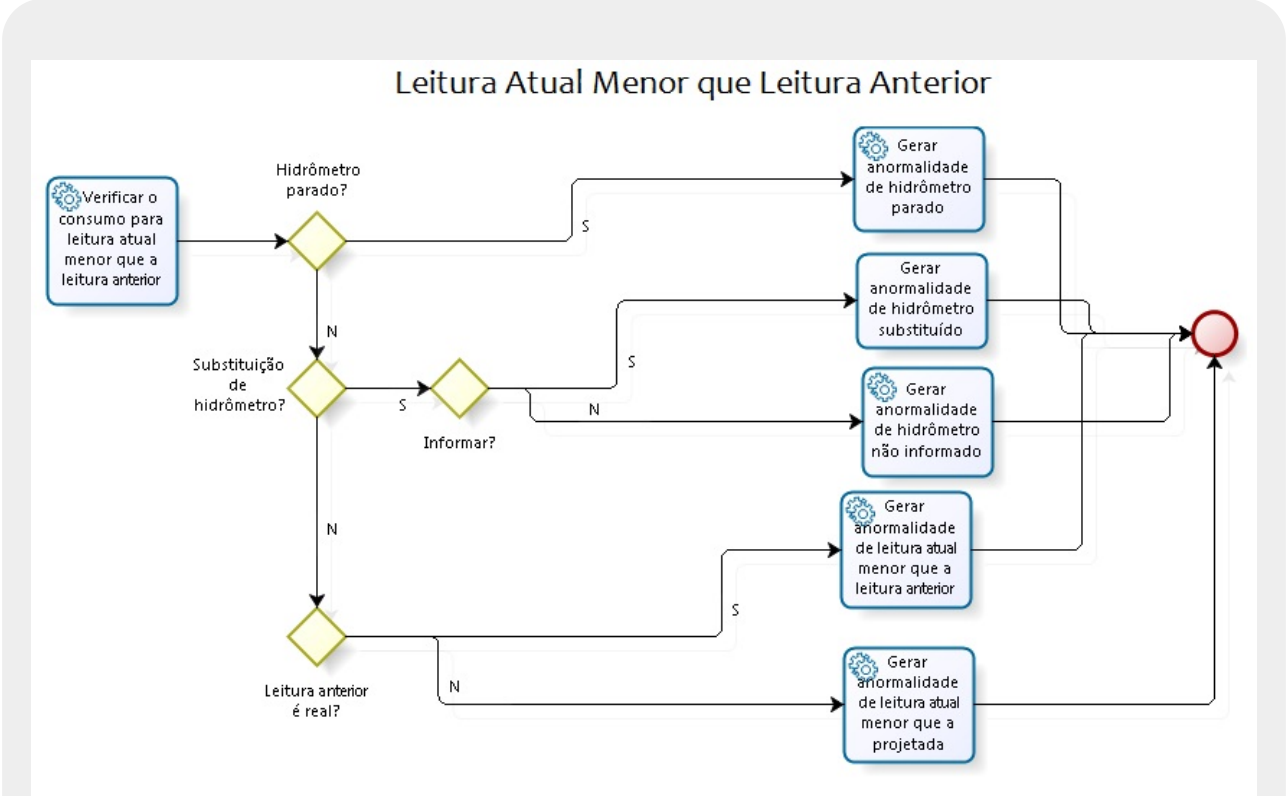 Leitura Atual Menor que Leitura Anterior
Verificar o
consumo para
leitura atual
menor que a
leitura anterior
Hidrômetro
parado?
S
N
Gerar
anormalidade
de hidrômetro
parado
Substituição
de
hidrômetro?
S
N
Informar?
S
N
Gerar
anormalidade
de hidrômetro
substituído
Gerar
anormalidade
de hidrômetro
não informado
Leitura anterior
é real?
S
N
Gerar
anormalidade
de leitura atual
menor que a
leitura anterior
Gerar
anormalidade
de leitura atual
menor que a
projetada